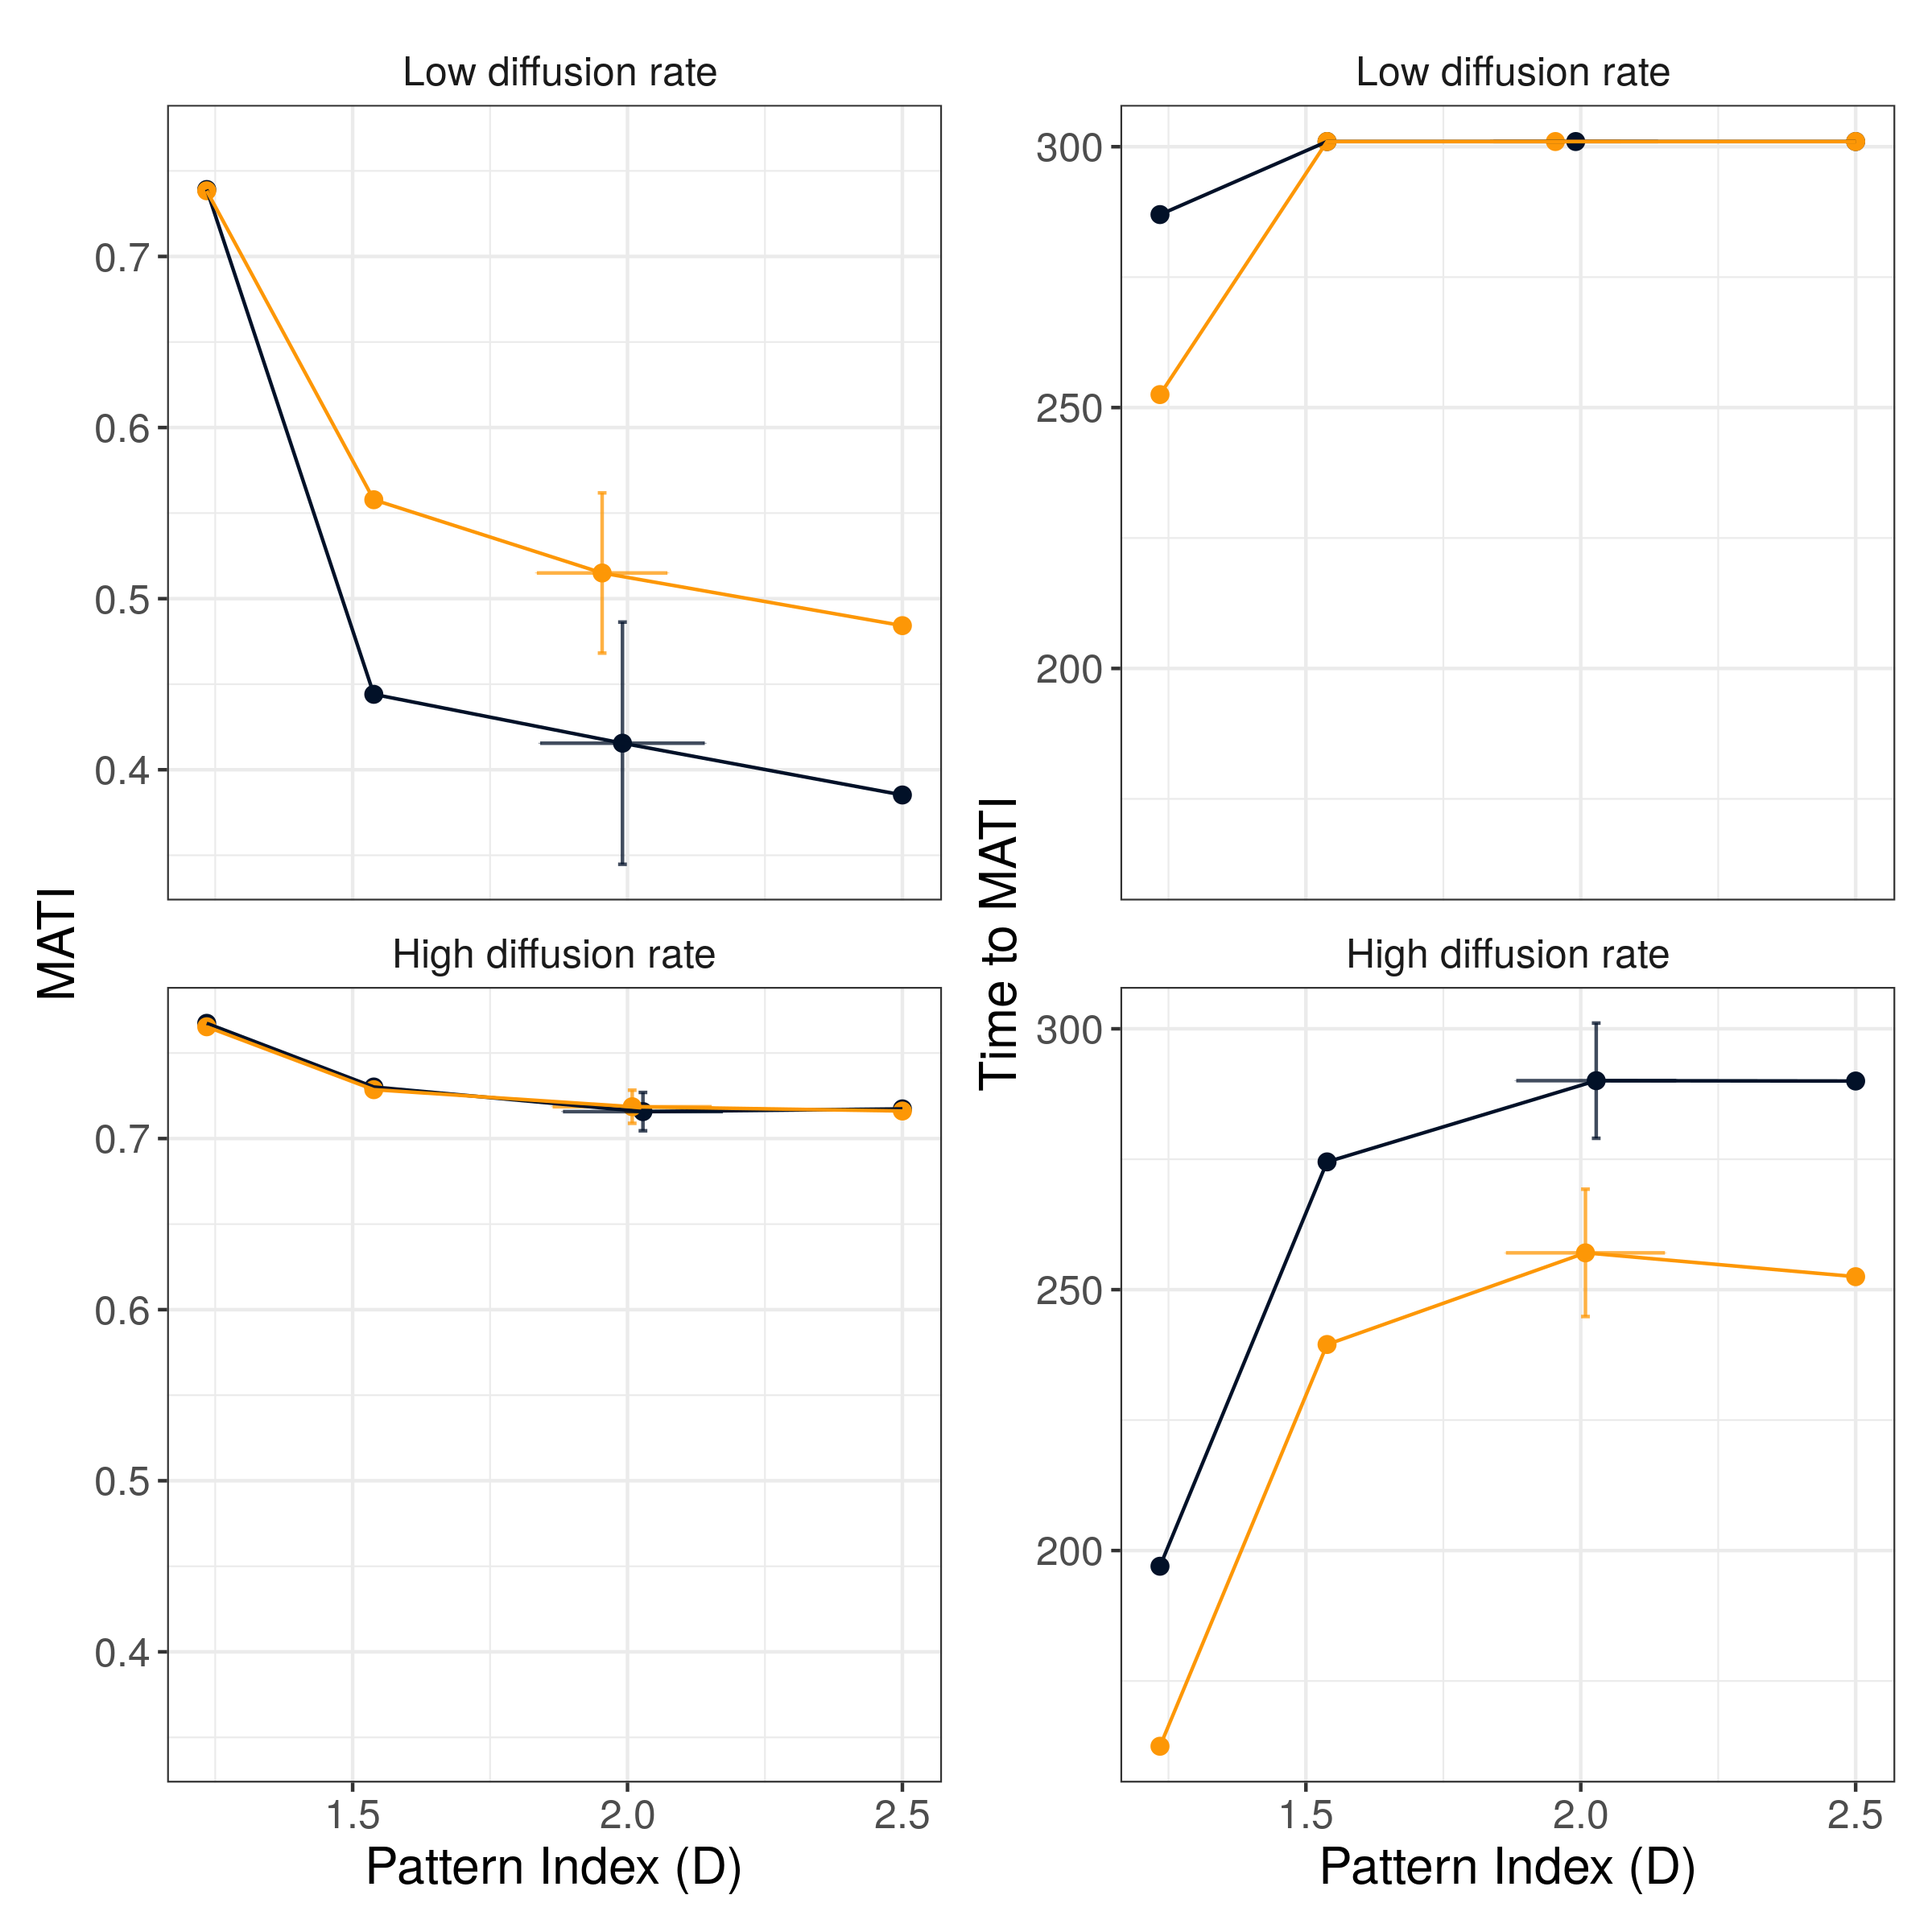 Low diffusion rate
0.7
0.6
0.5
0.4
High diffusion rate
0.7
0.6
0.5
0.4
1.5 2.0 2.5
Pattern Index (D)
MATI
Low diffusion rate
300
250
200
High diffusion rate
300
250
200
1.5 2.0 2.5
Pattern Index (D)
Time to MATI